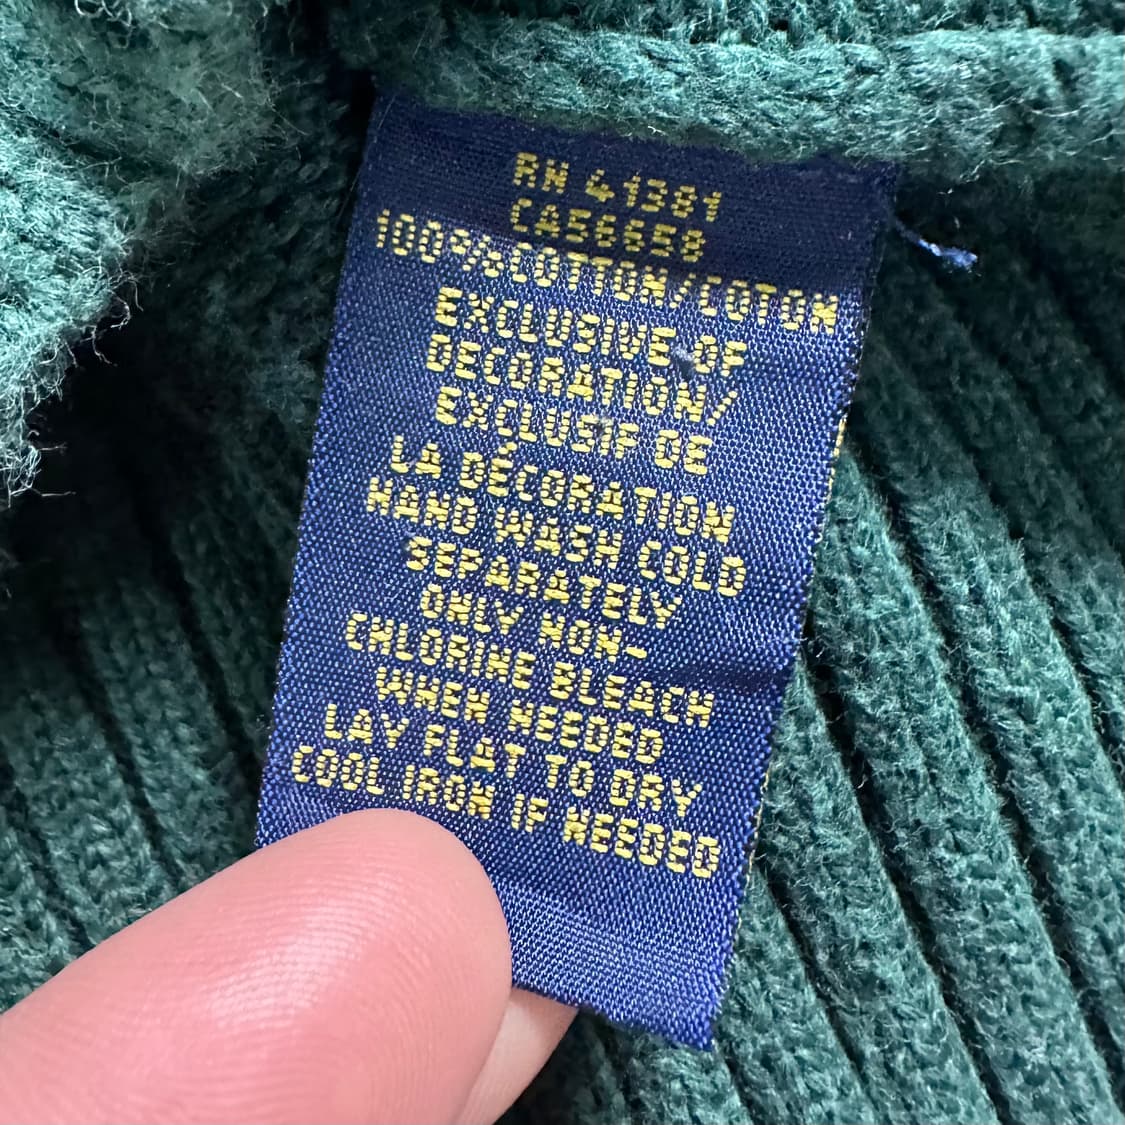 RN 41381
CA56658
100% COTTON/COTON
EXCLUSIVE OF
DECORATION/
EXCLUSIF DE
LA DÉCORATION
HAND WASH COLD
SEPARATELY
ONLY NON-
CHLORINE BLEACH
WHEN NEEDED
LAY FLAT TO DRY
COOL IRON IF NEEDED